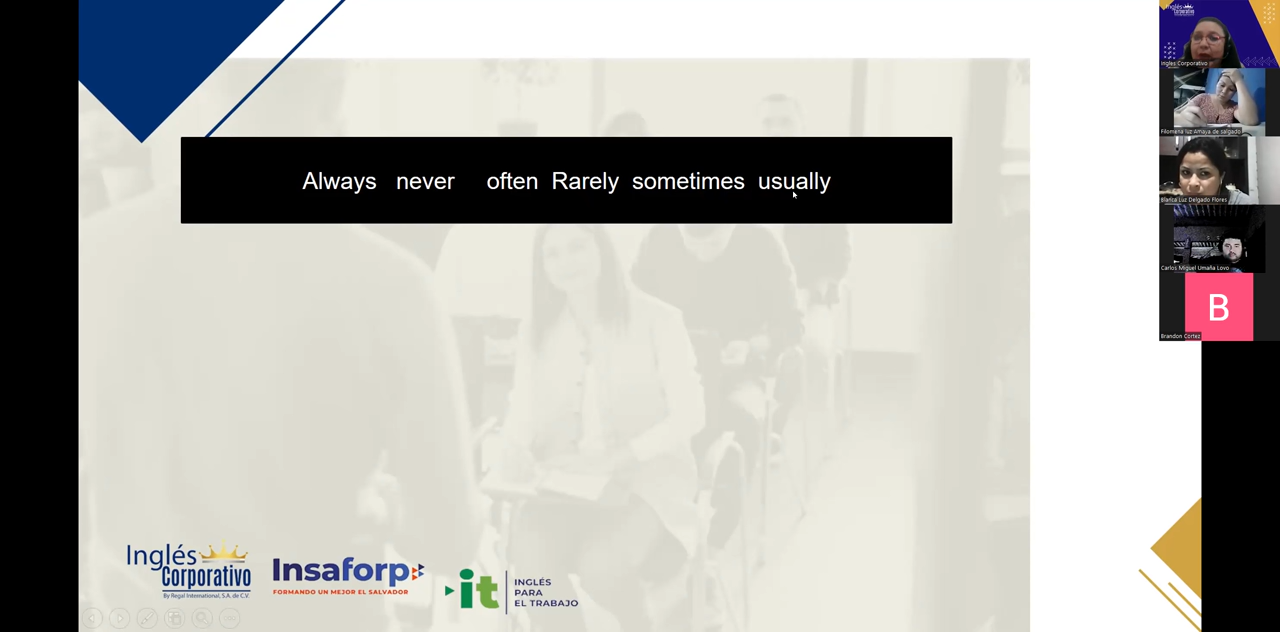 Always never often Rarely sometimes usually
Inglés
Corporativo
By Regal International, S.A. de C.V.
Insaforp
FORMANDO UN MEJOR EL SALVADOR
it
INGLÉS
PARA
EL TRABAJO
Inglés
Corporativo
Inglés Corporativo
Filomena luz Amaya de salgado
Blanca Luz Delgado Flores
Carlos Miguel Umaña Lovo
B
Brandon Cortez